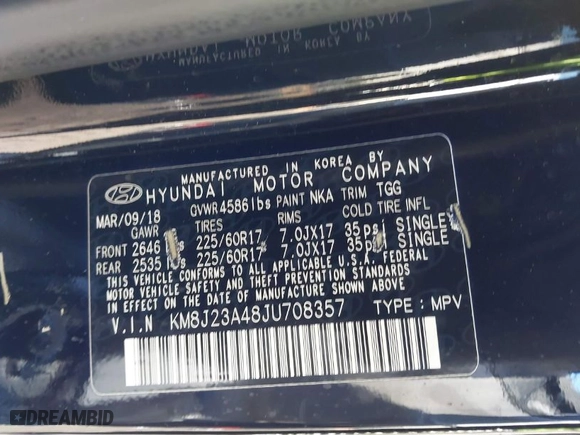 MANUFACTURED IN KOREA BY
HYUNDAI MOTOR COMPANY
MAR/09/18 GVWR 4586lbs PAINT NKA TRIM TGG
GAWR TIRES RIMS COLD TIRE INFL
FRONT 2646 225/60R17 7.0JX17 35 psi SINGLE
REAR 2535 225/60R17 7.0JX17 35 SINGLE
THIS VEHICLE CONFORMS TO ALL APPLICABLE U.S.A. FEDERAL
MOTOR VEHICLE SAFETY AND THEFT PREVENTION STANDARDS
IN EFFECT ON THE DATE OF MANUFACTURE SHOWN ABOVE
V.I.N KM8J23A48JU708357 TYPE : MPV
DREAMBID